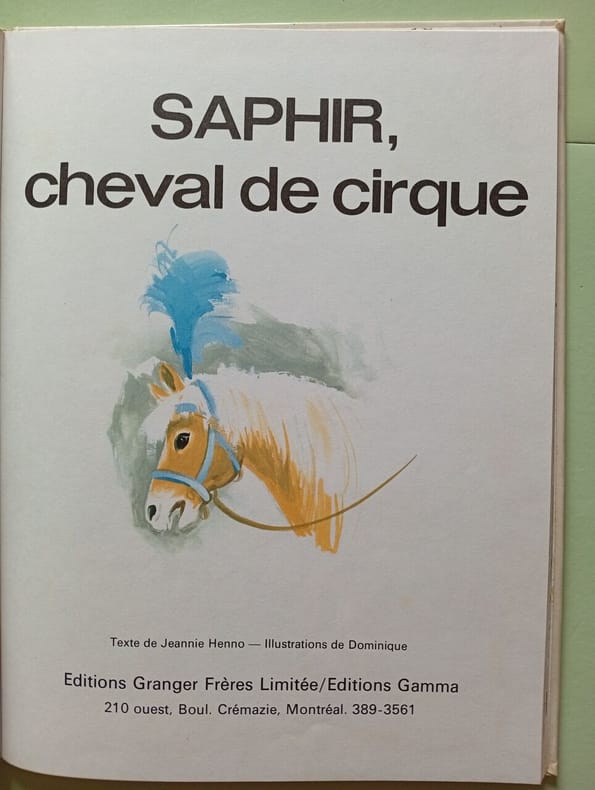 SAPHIR,
cheval de cirque
Texte de Jeannie Henno — Illustrations de Dominique
Editions Granger Frères Limitée/Editions Gamma
210 ouest, Boul. Crémazie, Montréal. 389-3561